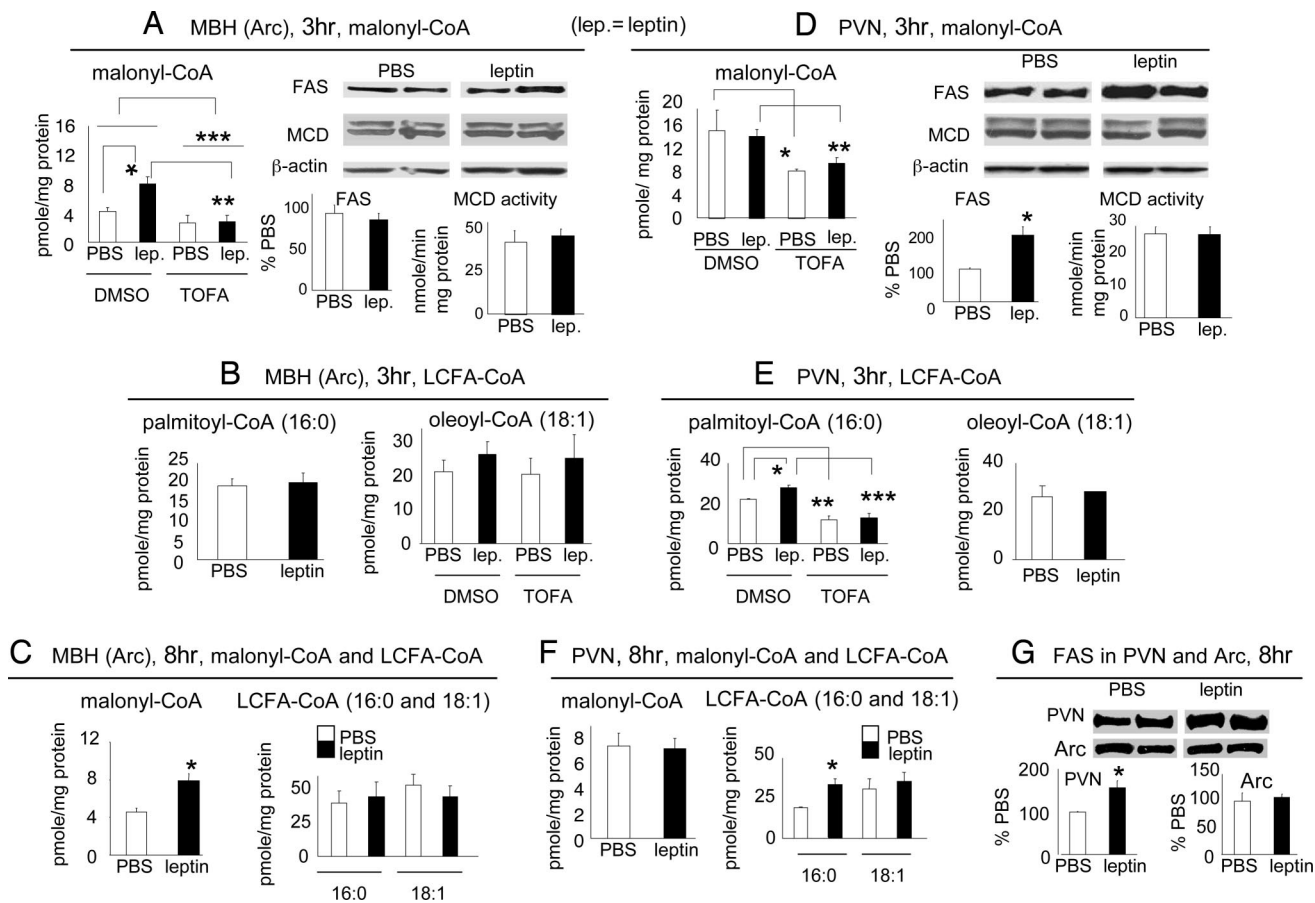 A MBH (Arc), 3hr, malonyl-CoA
(lep.= leptin)
malonyl-CoA
pmole/mg protein
16
12
8
4
0
*
***
**
PBS lep. PBS lep.
DMSO TOFA
PBS leptin
FAS
MCD
β-actin
FAS
% PBS
100
50
0
PBS lep.
MCD activity
nmole/min
mg protein
50
25
0
PBS lep.
D PVN, 3hr, malonyl-CoA
malonyl-CoA
pmole/ mg protein
20
16
12
8
4
0
*
**
PBS lep. PBS lep.
DMSO TOFA
PBS leptin
FAS
MCD
β-actin
FAS
% PBS
200
100
0
*
PBS lep.
MCD activity
nmole/min
mg protein
30
20
10
0
PBS lep.
B MBH (Arc), 3hr, LCFA-CoA
palmitoyl-CoA (16:0)
pmole/mg protein
25
20
15
10
5
0
PBS leptin
oleoyl-CoA (18:1)
pmole/mg protein
30
20
10
0
PBS lep. PBS lep.
DMSO TOFA
E PVN, 3hr, LCFA-CoA
palmitoyl-CoA (16:0)
pmole/mg protein
40
20
0
*
**
***
PBS lep. PBS lep.
DMSO TOFA
oleoyl-CoA (18:1)
pmole/mg protein
40
20
0
PBS leptin
C MBH (Arc), 8hr, malonyl-CoA and LCFA-CoA
malonyl-CoA
pmole/mg protein
12
8
4
0
*
PBS leptin
LCFA-CoA (16:0 and 18:1)
PBS
leptin
pmole/mg protein
50
25
0
16:0 18:1
F PVN, 8hr, malonyl-CoA and LCFA-CoA
malonyl-CoA
pmole/mg protein
8
6
4
2
0
PBS leptin
LCFA-CoA (16:0 and 18:1)
PBS
leptin
pmole/mg protein
50
25
0
*
16:0 18:1
G FAS in PVN and Arc, 8hr
PBS leptin
PVN
Arc
PVN
% PBS
200
100
0
*
PBS leptin
Arc
% PBS
150
100
50
0
PBS leptin